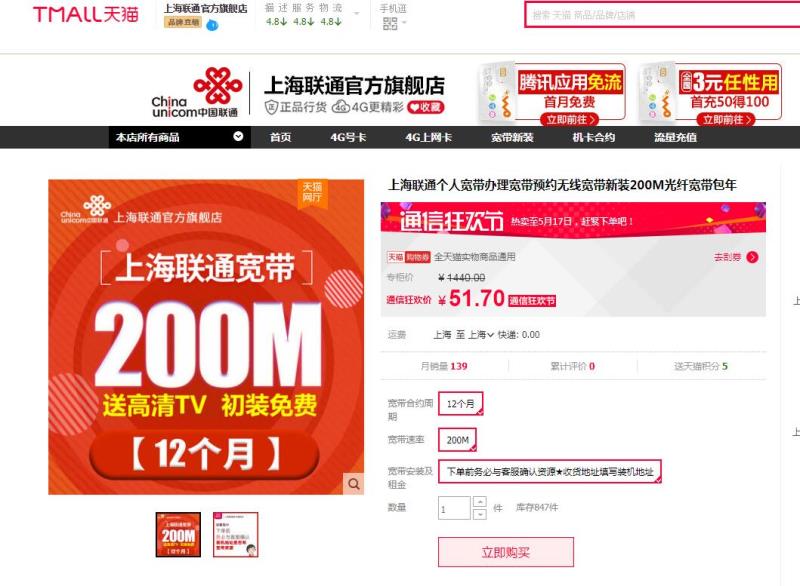 TMALL天猫
上海联通官方旗舰店
品牌直销
描 述 服 务 物 流
4.8 4.8 4.8
手机逛
搜索 天猫 商品/品牌/店铺
China unicom中国联通
上海联通官方旗舰店
正品行货 4G更精彩 收藏
腾讯应用免流
首月免费
立即前往>
全国3元任性用
首充50得100
立即前往>
本店所有商品 首页 4G号卡 4G上网卡 宽带新装 机卡合约 流量充值
天猫网厅
China unicom中国联通 上海联通官方旗舰店
上海联通宽带
200M
送高清TV 初装免费
【12个月】
上海联通个人宽带办理宽带预约无线宽带新装200M光纤宽带包年
通信狂欢节 热卖至5月17日，赶紧下单吧！
天猫 购物券 全天猫实物商品通用 去刮券
专柜价 ¥1440.00
通信狂欢价 ¥51.70 通信狂欢节
运费 上海 至 上海 快递: 0.00
月销量 139 累计评价 0 送天猫积分 5
宽带合约周期 12个月
宽带速率 200M
宽带安装及租金 下单前务必与客服确认资源★收货地址填写装机地址
数量 1 件 库存847件
立即购买
上海联通宽带
200M